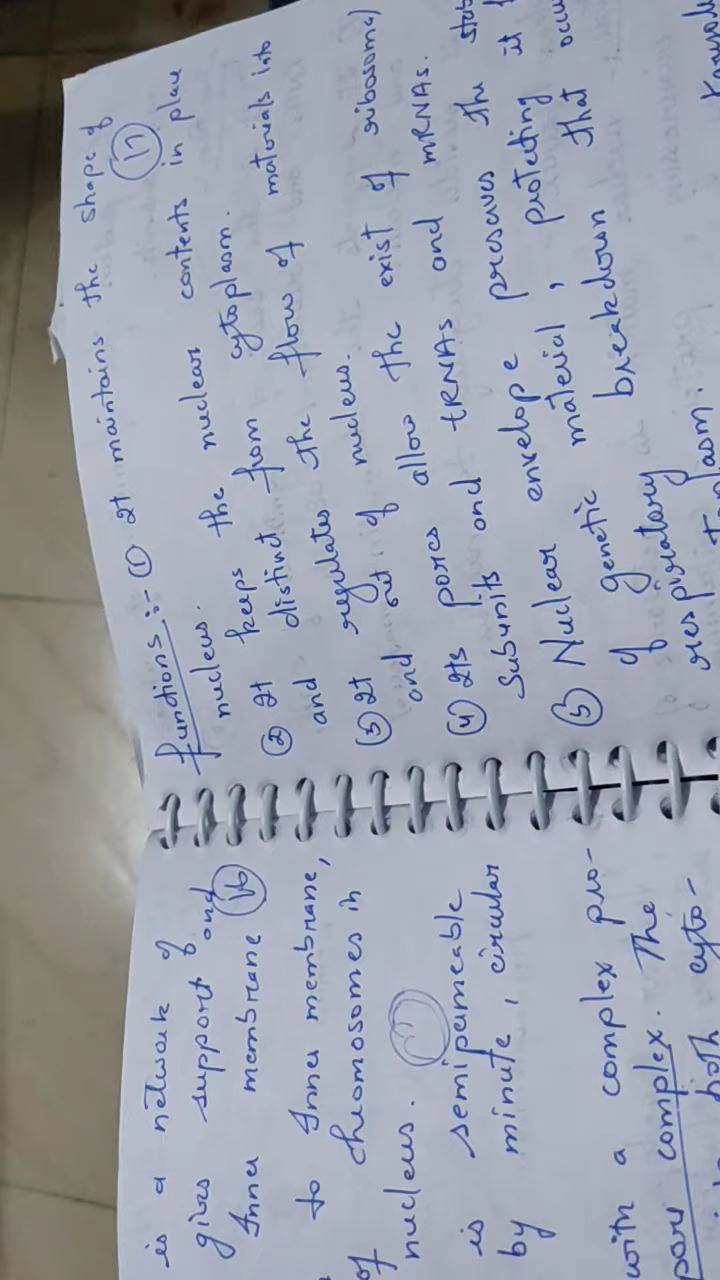 is a network of
gives support and
Inner membrane (16)
to Inner membrane,
of chromosomes in
nucleus.
is semipermeable
by minute, circular
with a complex pro-
pore complex. The
both cyto-
functions :- (1) It maintains the shape of
nucleus. (17)
(2) It keeps the nuclear contents in place
and distinct from cytoplasm.
(3) It regulates the flow of materials into
and out of nucleus.
(4) Its pores allow the exist of ribosomal
Subunits and tRNAs and mRNAs.
(5) Nuclear envelope preserves the
of genetic material, protecting it
respiratory breakdown that